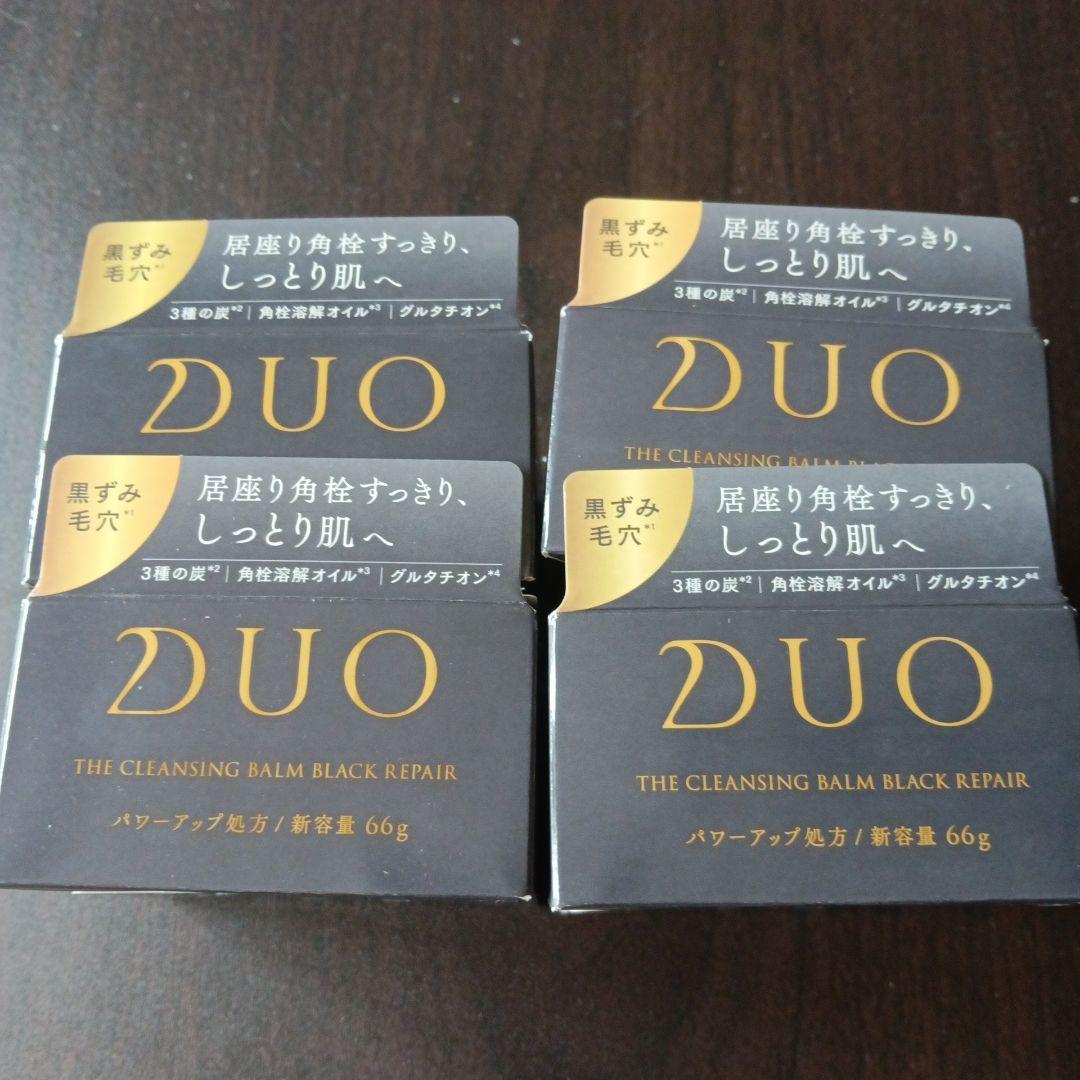 黒ずみ
毛穴*1
居座り角栓すっきり、
しっとり肌へ
3種の炭*2 | 角栓溶解オイル*3 | グルタチオン*4
DUO
黒ずみ
毛穴*1
居座り角栓すっきり、
しっとり肌へ
3種の炭*2 | 角栓溶解オイル*3 | グルタチオン*4
DUO
THE CLEANSING BALM BLACK
黒ずみ
毛穴*1
居座り角栓すっきり、
しっとり肌へ
3種の炭*2 | 角栓溶解オイル*3 | グルタチオン*4
DUO
THE CLEANSING BALM BLACK REPAIR
パワーアップ処方 / 新容量 66g
黒ずみ
毛穴*1
居座り角栓すっきり、
しっとり肌へ
3種の炭*2 | 角栓溶解オイル*3 | グルタチオン*4
DUO
THE CLEANSING BALM BLACK REPAIR
パワーアップ処方 / 新容量 66g